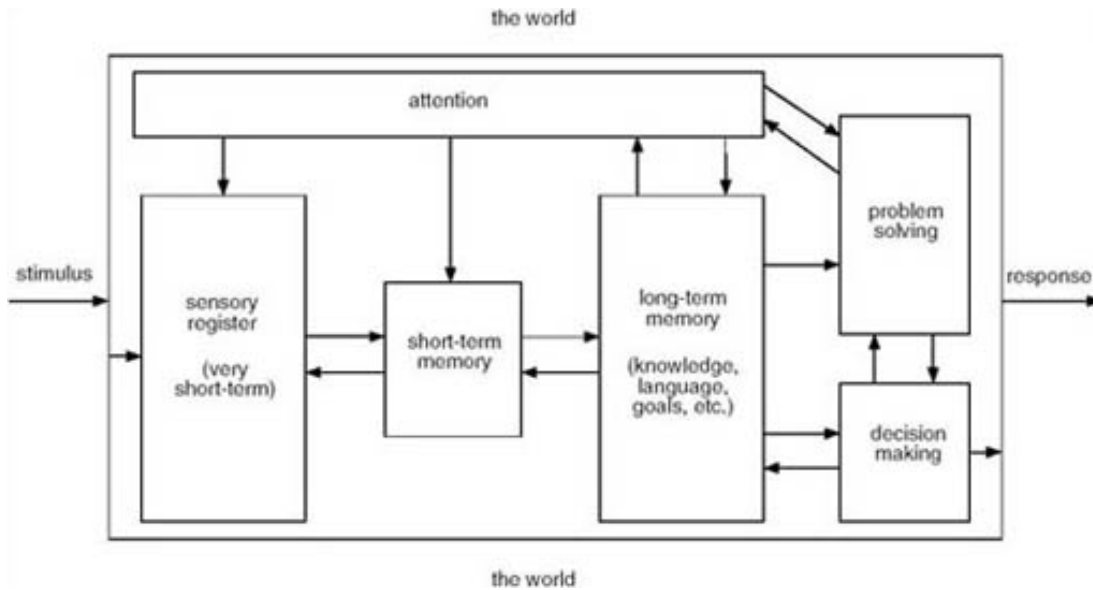 the world
attention
problem
solving
stimulus
response
sensory
register
(very
short-term)
short-term
memory
long-term
memory
(knowledge,
language,
goals, etc.)
decision
making
the world